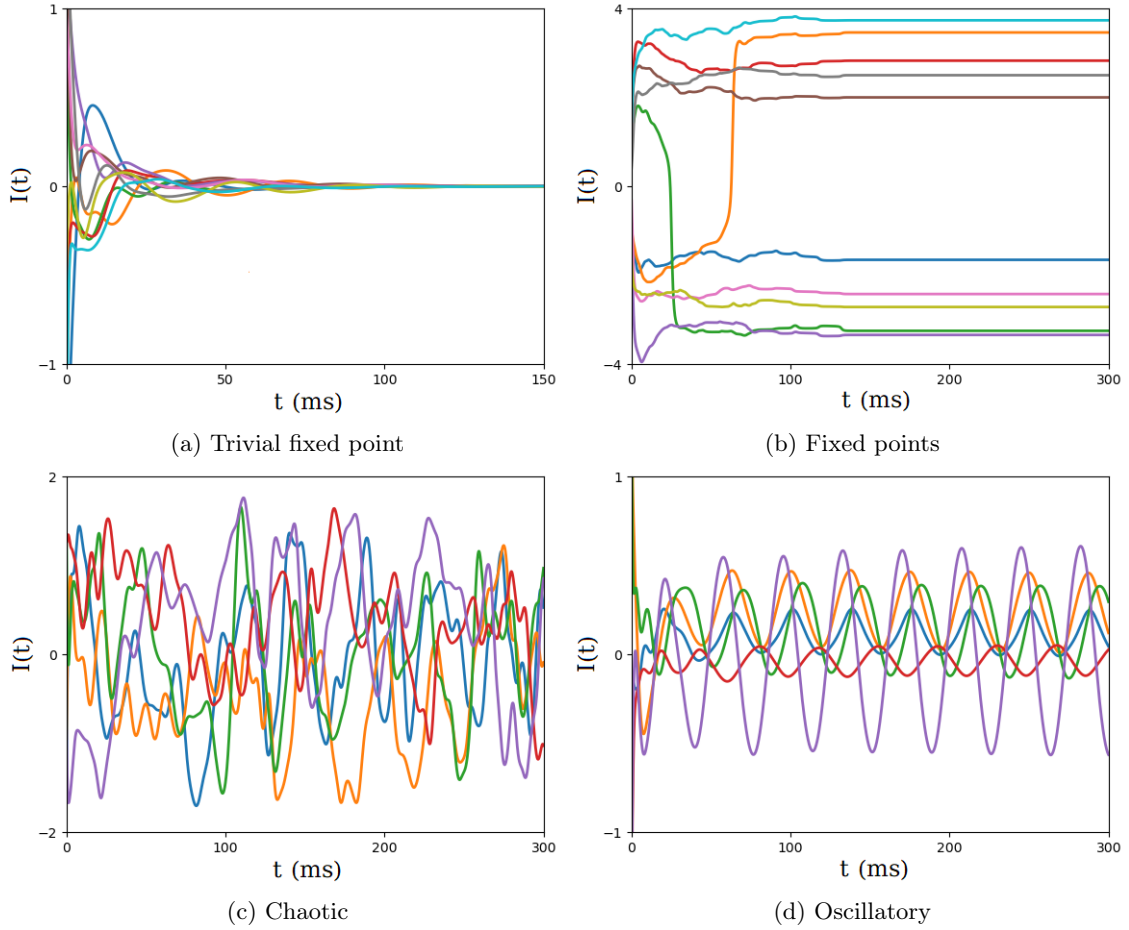 1
0
−1
I(t)
0
50
100
150
t (ms)
(a) Trivial fixed point
4
0
−4
I(t)
0
100
200
300
t (ms)
(b) Fixed points
2
0
−2
I(t)
0
100
200
300
t (ms)
(c) Chaotic
1
0
−1
I(t)
0
100
200
300
t (ms)
(d) Oscillatory